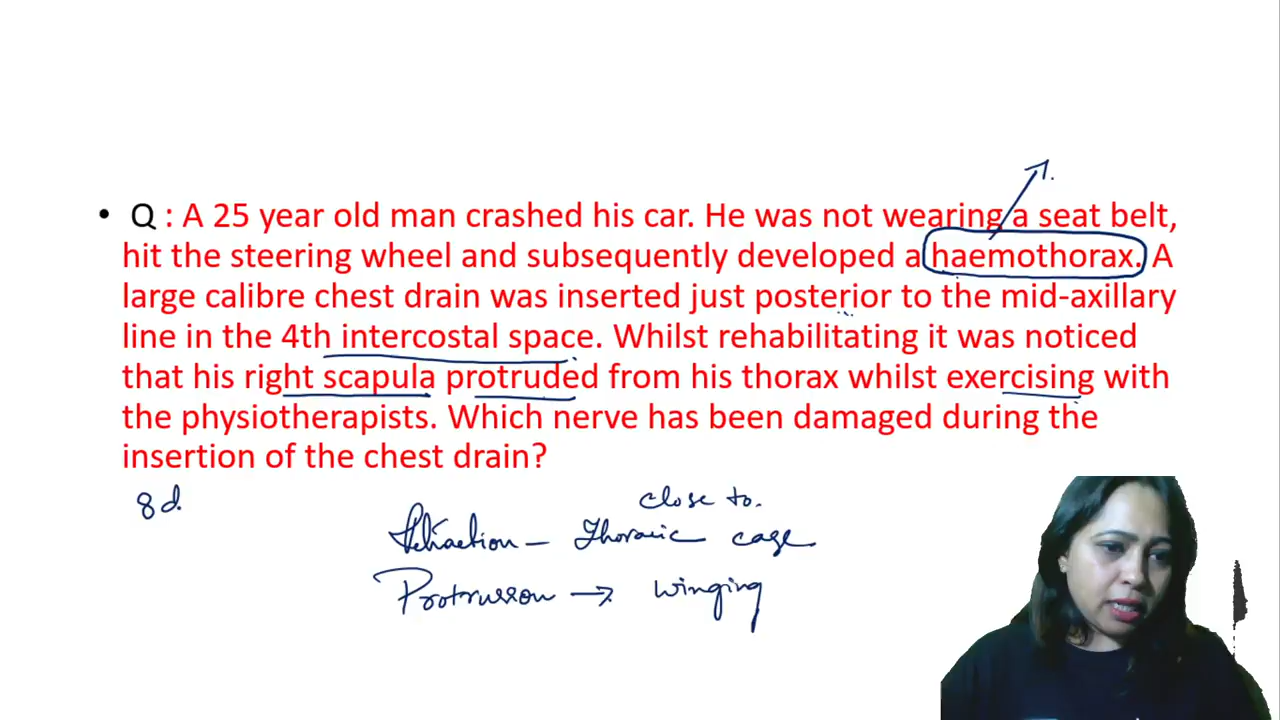 • Q : A 25 year old man crashed his car. He was not wearing a seat belt,
hit the steering wheel and subsequently developed a haemothorax. A
large calibre chest drain was inserted just posterior to the mid-axillary
line in the 4th intercostal space. Whilst rehabilitating it was noticed
that his right scapula protruded from his thorax whilst exercising with
the physiotherapists. Which nerve has been damaged during the
insertion of the chest drain?
close to.
Thoracic cage
→ winging